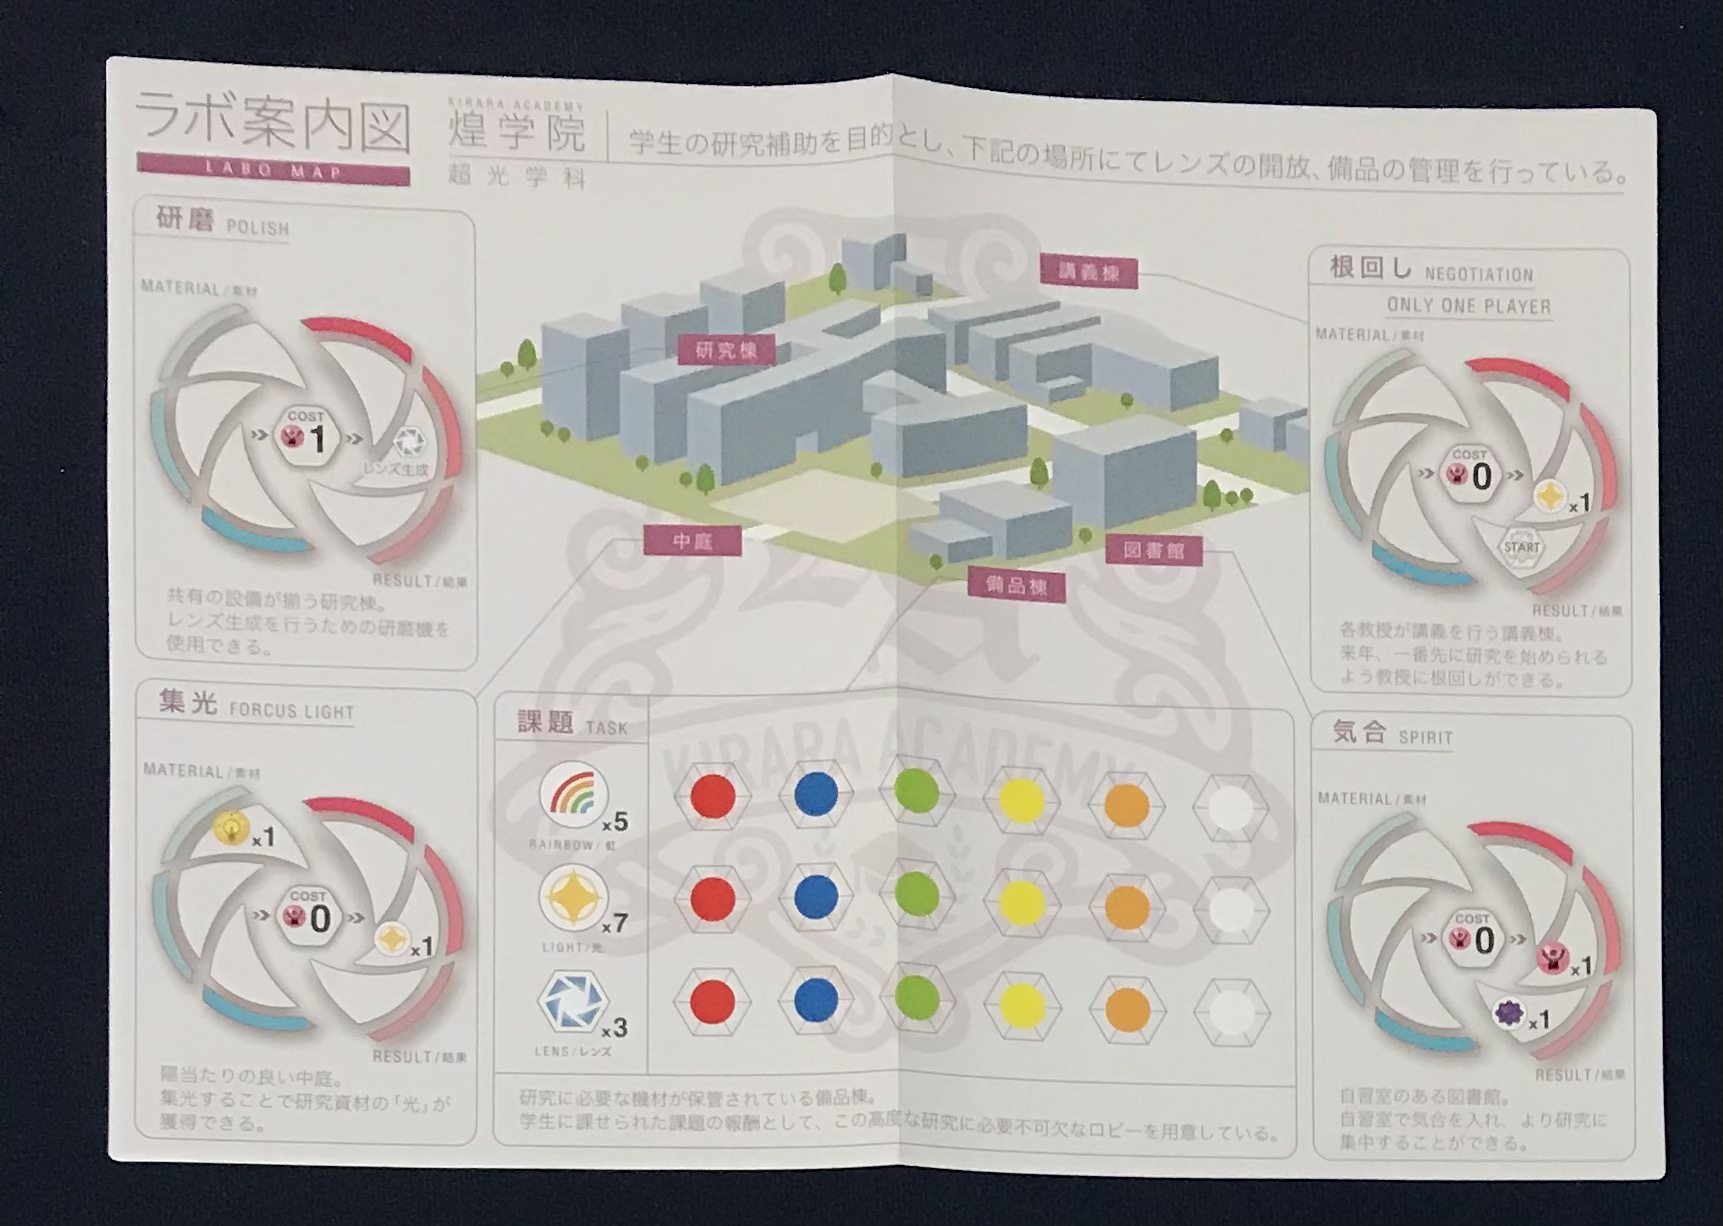 ラボ案内図
LABO MAP
KIRARA ACADEMY
煌学院
超光学科
学生の研究補助を目的とし、下記の場所にてレンズの開放、備品の管理を行っている。
研磨 POLISH
MATERIAL/素材
COST
1
レンズ生成
RESULT/結果
共有の設備が揃う研究棟。
レンズ生成を行うための研磨機を
使用できる。
研究棟
講義棟
中庭
備品棟
図書館
根回し NEGOTIATION
ONLY ONE PLAYER
MATERIAL/素材
COST
0
x1
START
RESULT/結果
各教授が講義を行う講義棟。
来年、一番先に研究を始められる
よう教授に根回しができる。
集光 FORCUS LIGHT
MATERIAL/素材
x1
COST
0
x1
RESULT/結果
陽当たりの良い中庭。
集光することで研究資材の「光」が
獲得できる。
課題 TASK
x5
RAINBOW/虹
x7
LIGHT/光
x3
LENS/レンズ
KIRARA ACADEMY
研究に必要な機材が保管されている備品棟。
学生に課せられた課題の報酬として、この高度な研究に必要不可欠なロビーを用意している。
気合 SPIRIT
MATERIAL/素材
COST
0
x1
x1
RESULT/結果
自習室のある図書館。
自習室で気合を入れ、より研究に
集中することができる。